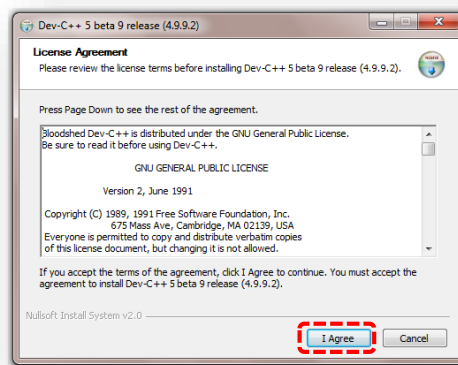 Dev-C++ 5 beta 9 release (4.9.9.2)
License Agreement
Please review the license terms before installing Dev-C++ 5 beta 9 release (4.9.9.2).
Press Page Down to see the rest of the agreement.
Bloodshed Dev-C++ is distributed under the GNU General Public License.
Be sure to read it before using Dev-C++.
GNU GENERAL PUBLIC LICENSE
Version 2, June 1991
Copyright (C) 1989, 1991 Free Software Foundation, Inc.
675 Mass Ave, Cambridge, MA 02139, USA
Everyone is permitted to copy and distribute verbatim copies
of this license document, but changing it is not allowed.
If you accept the terms of the agreement, click I Agree to continue. You must accept the
agreement to install Dev-C++ 5 beta 9 release (4.9.9.2).
Nullsoft Install System v2.0
I Agree Cancel